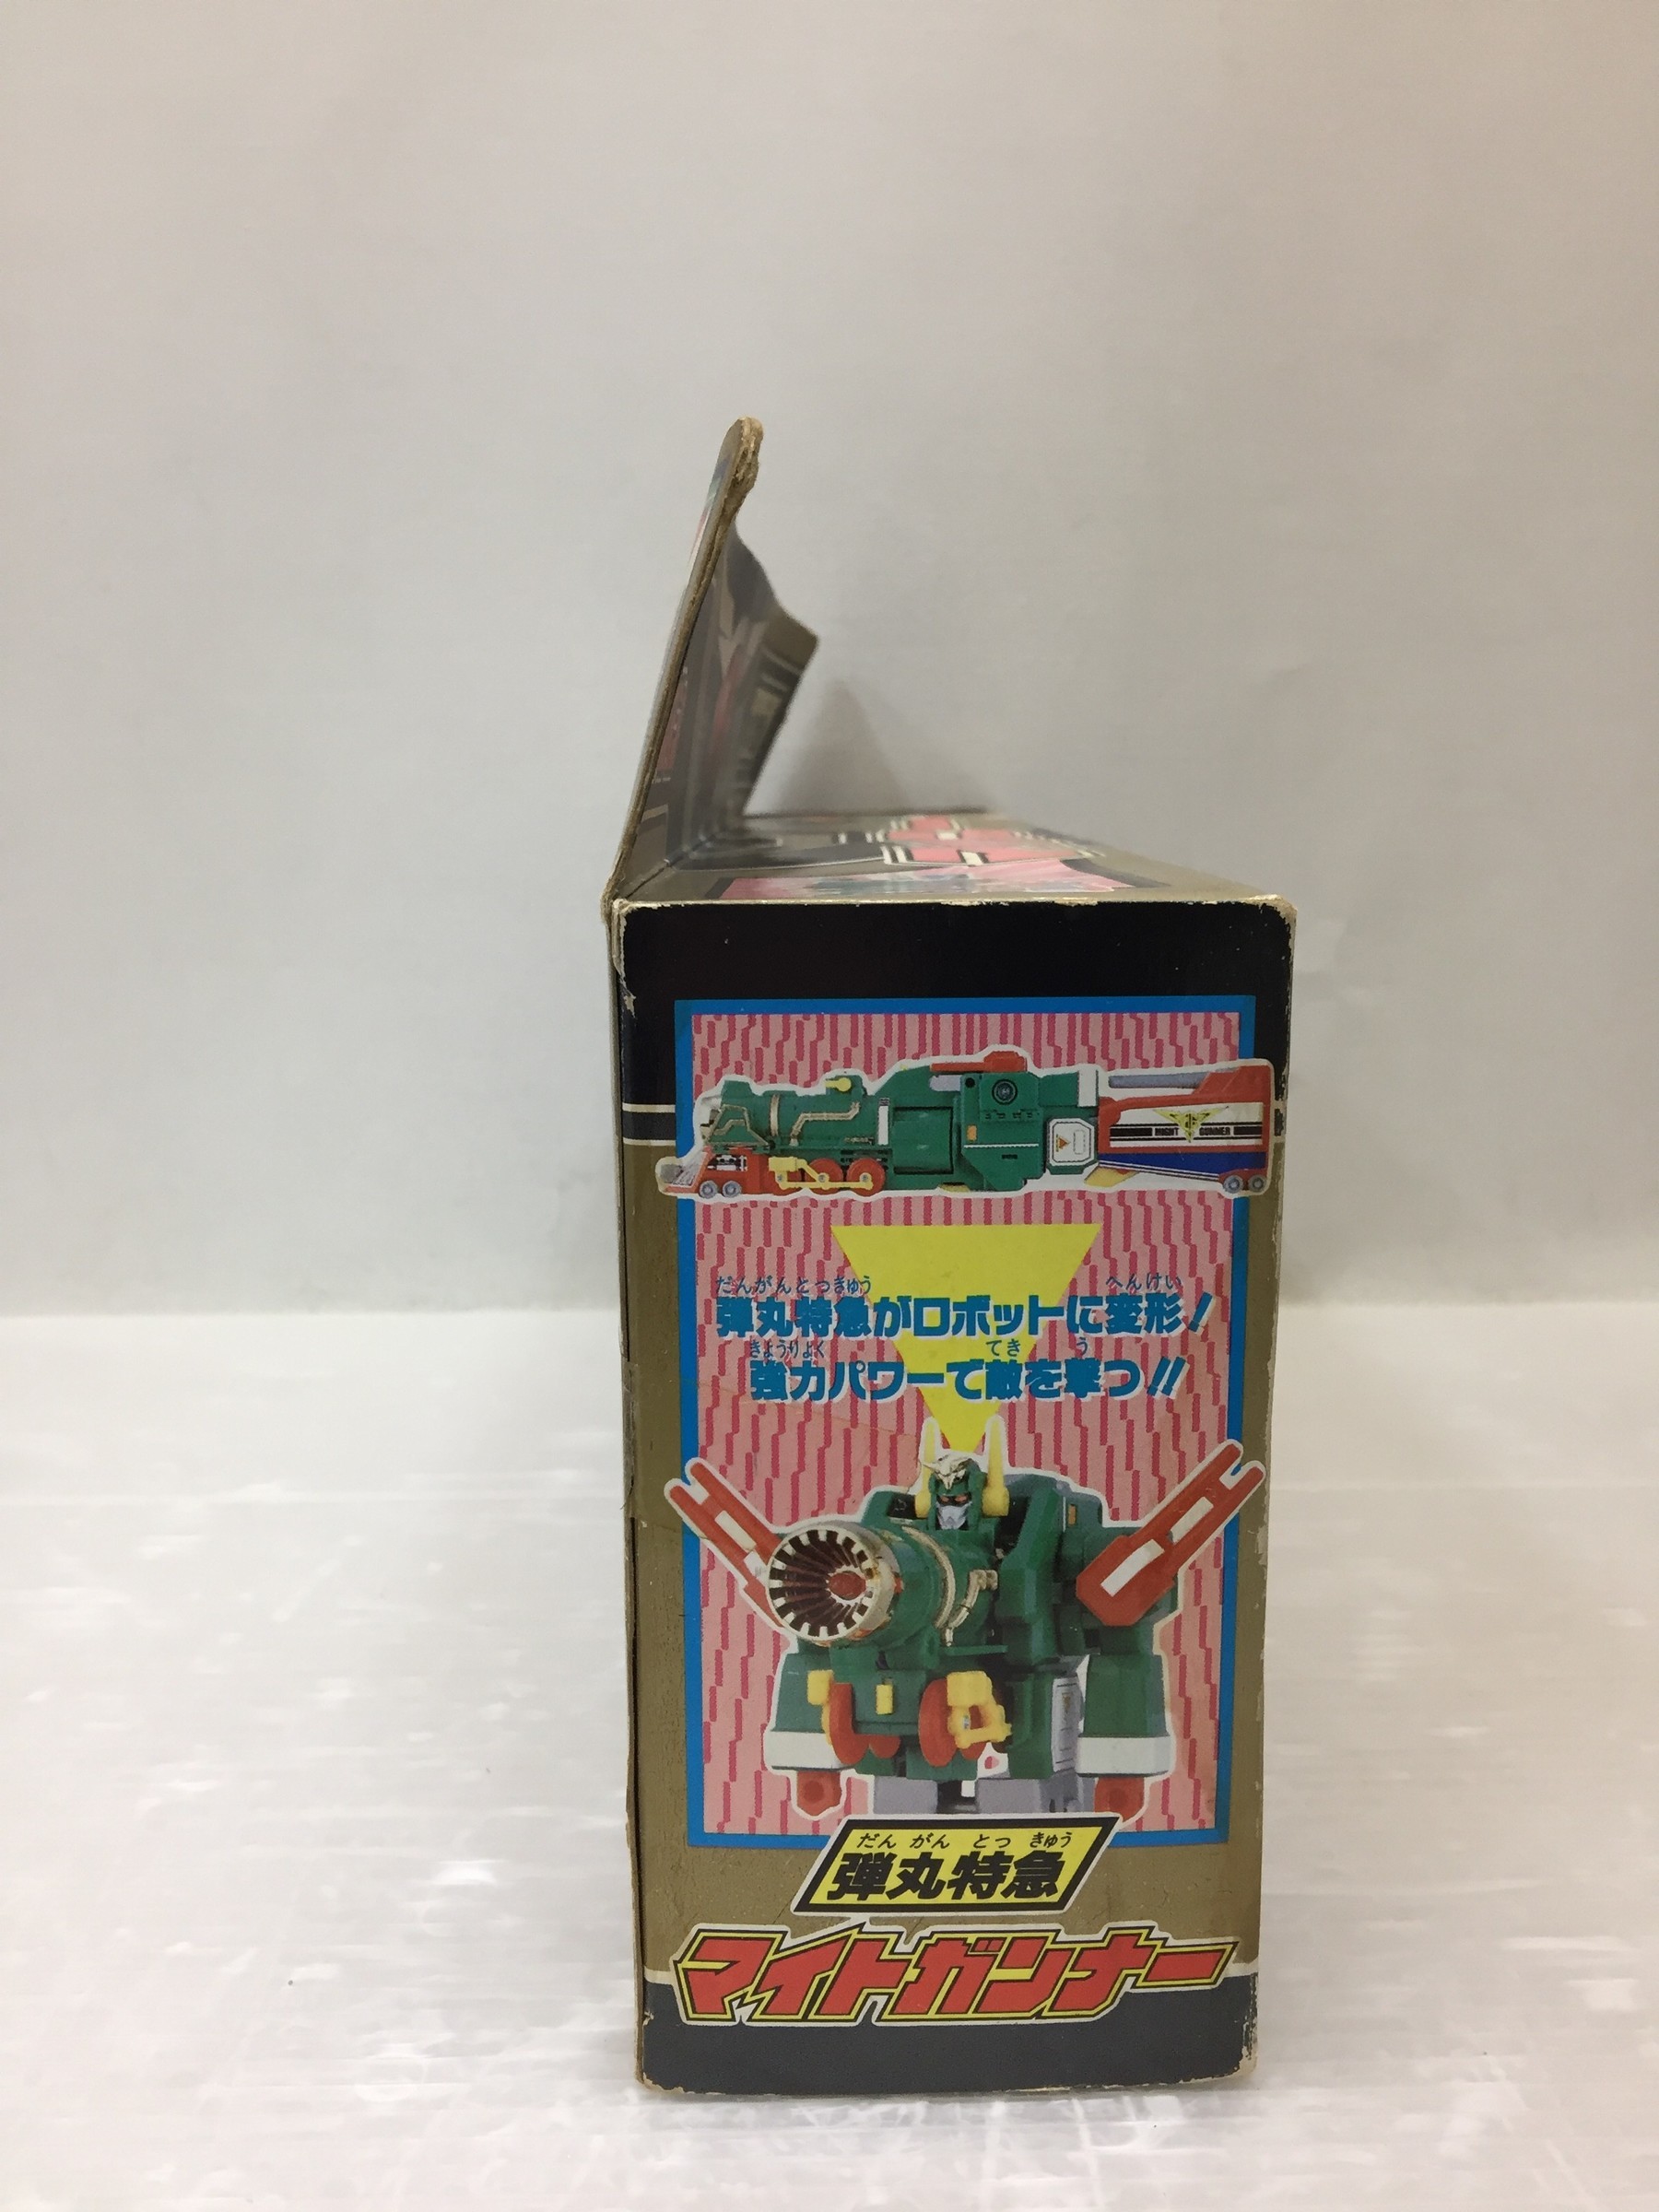 MIGHT GUNNER
だんがんとっきゅう へんけい
弾丸特急がロボットに変形!
きょうりょく てき う
強力パワーで敵を撃つ!!
だん がん とっ きゅう
弾丸特急
マイトガンナー